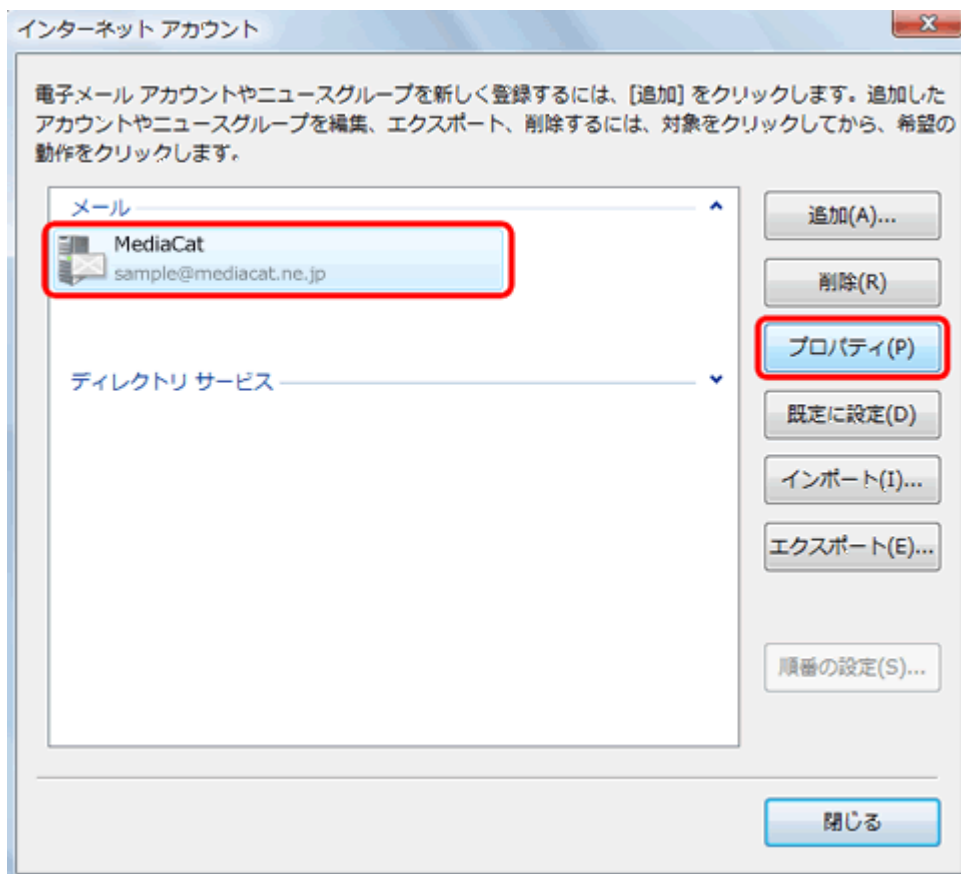 インターネット アカウント
電子メール アカウントやニュースグループを新しく登録するには、[追加] をクリックします。追加した
アカウントやニュースグループを編集、エクスポート、削除するには、対象をクリックしてから、希望の
動作をクリックします。
メール
MediaCat
sample@mediacat.ne.jp
ディレクトリ サービス
追加(A)...
削除(R)
プロパティ(P)
既定に設定(D)
インポート(I)...
エクスポート(E)...
順番の設定(S)...
閉じる